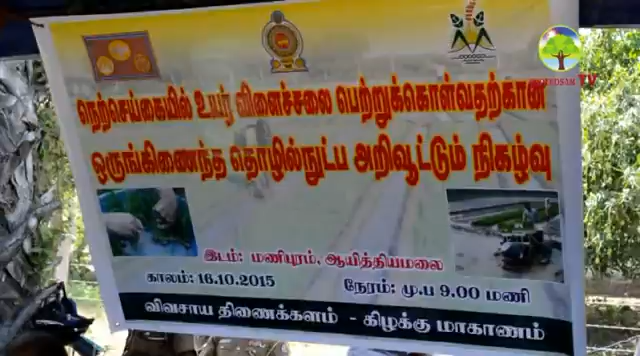 நெற்செய்கையில் உயர் விளைச்சலை பெற்றுக்கொள்வதற்கான
ஒருங்கிணைந்த தொழில்நுட்ப அறிவூட்டும் நிகழ்வு
இடம்: மணிபுரம், ஆயித்தியமலை
காலம்: 16.10.2015 நேரம்: மு.ப 9.00 மணி
விவசாய திணைக்களம் - கிழக்கு மாகாணம்
TV